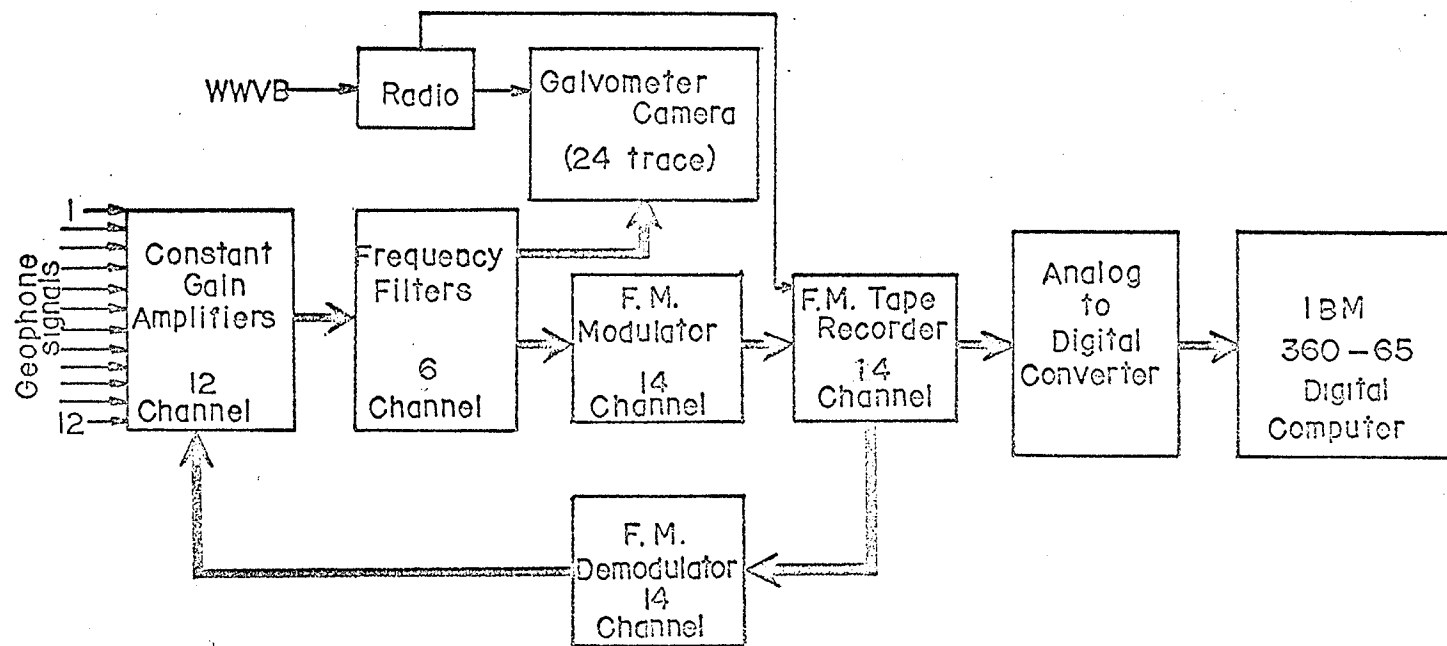 WWVB
Radio
Galvometer
Camera
(24 trace)
1
12
Geophone
signals
Constant
Gain
Amplifiers
12
Channel
Frequency
Filters
6
Channel
F. M.
Modulator
14
Channel
F.M. Tape
Recorder
14
Channel
Analog
to
Digital
Converter
IBM
360-65
Digital
Computer
F. M.
Demodulator
14
Channel